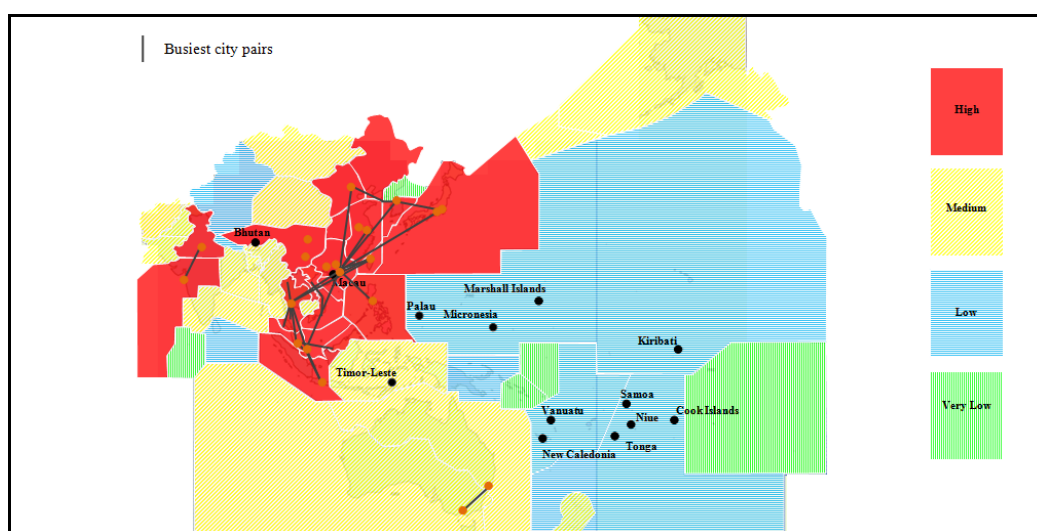 Busiest city pairs
High
Medium
Bhutan
Macau
Marshall Islands
Low
Palau
Micronesia
Kiribati
Timor-Leste
Samoa
Very Low
Vanuatu
Cook Islands
Niue
Tonga
New Caledonia